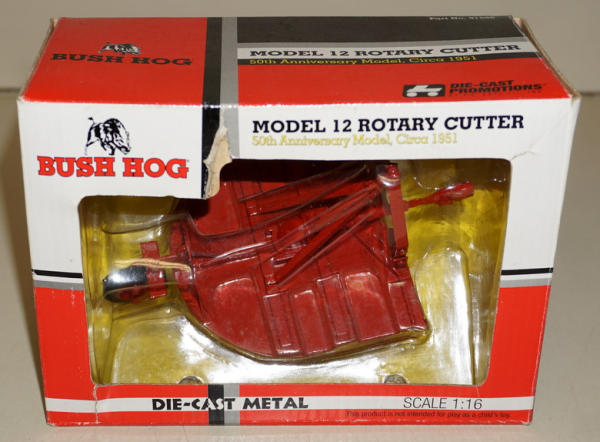 BUSH HOG
MODEL 12 ROTARY CUTTER
50th Anniversary Model, Circa 1951
DIE-CAST
PROMOTIONS
BUSH HOG
MODEL 12 ROTARY CUTTER
50th Anniversary Model, Circa 1951
DIE-CAST METAL
SCALE 1:16
This product is not intended for play as a child's toy.